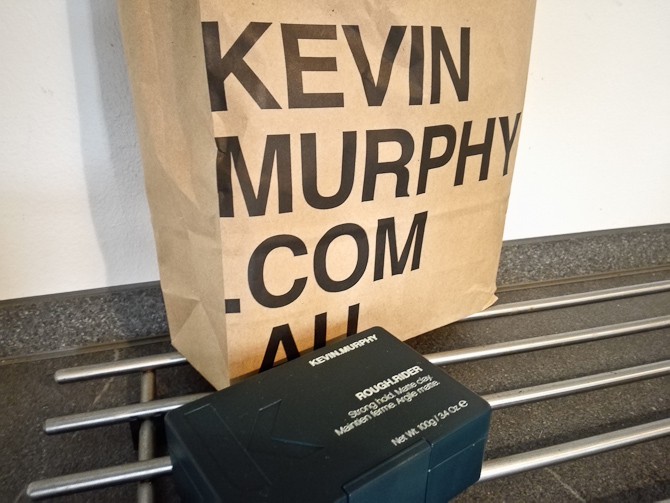 KEVIN
MURPHY
.COM
.AU
KEVIN.MURPHY
ROUGH.RIDER
Strong hold. Matte clay.
Maintien ferme. Argile matte.
Net Wt. 100g / 3.4 Oz e